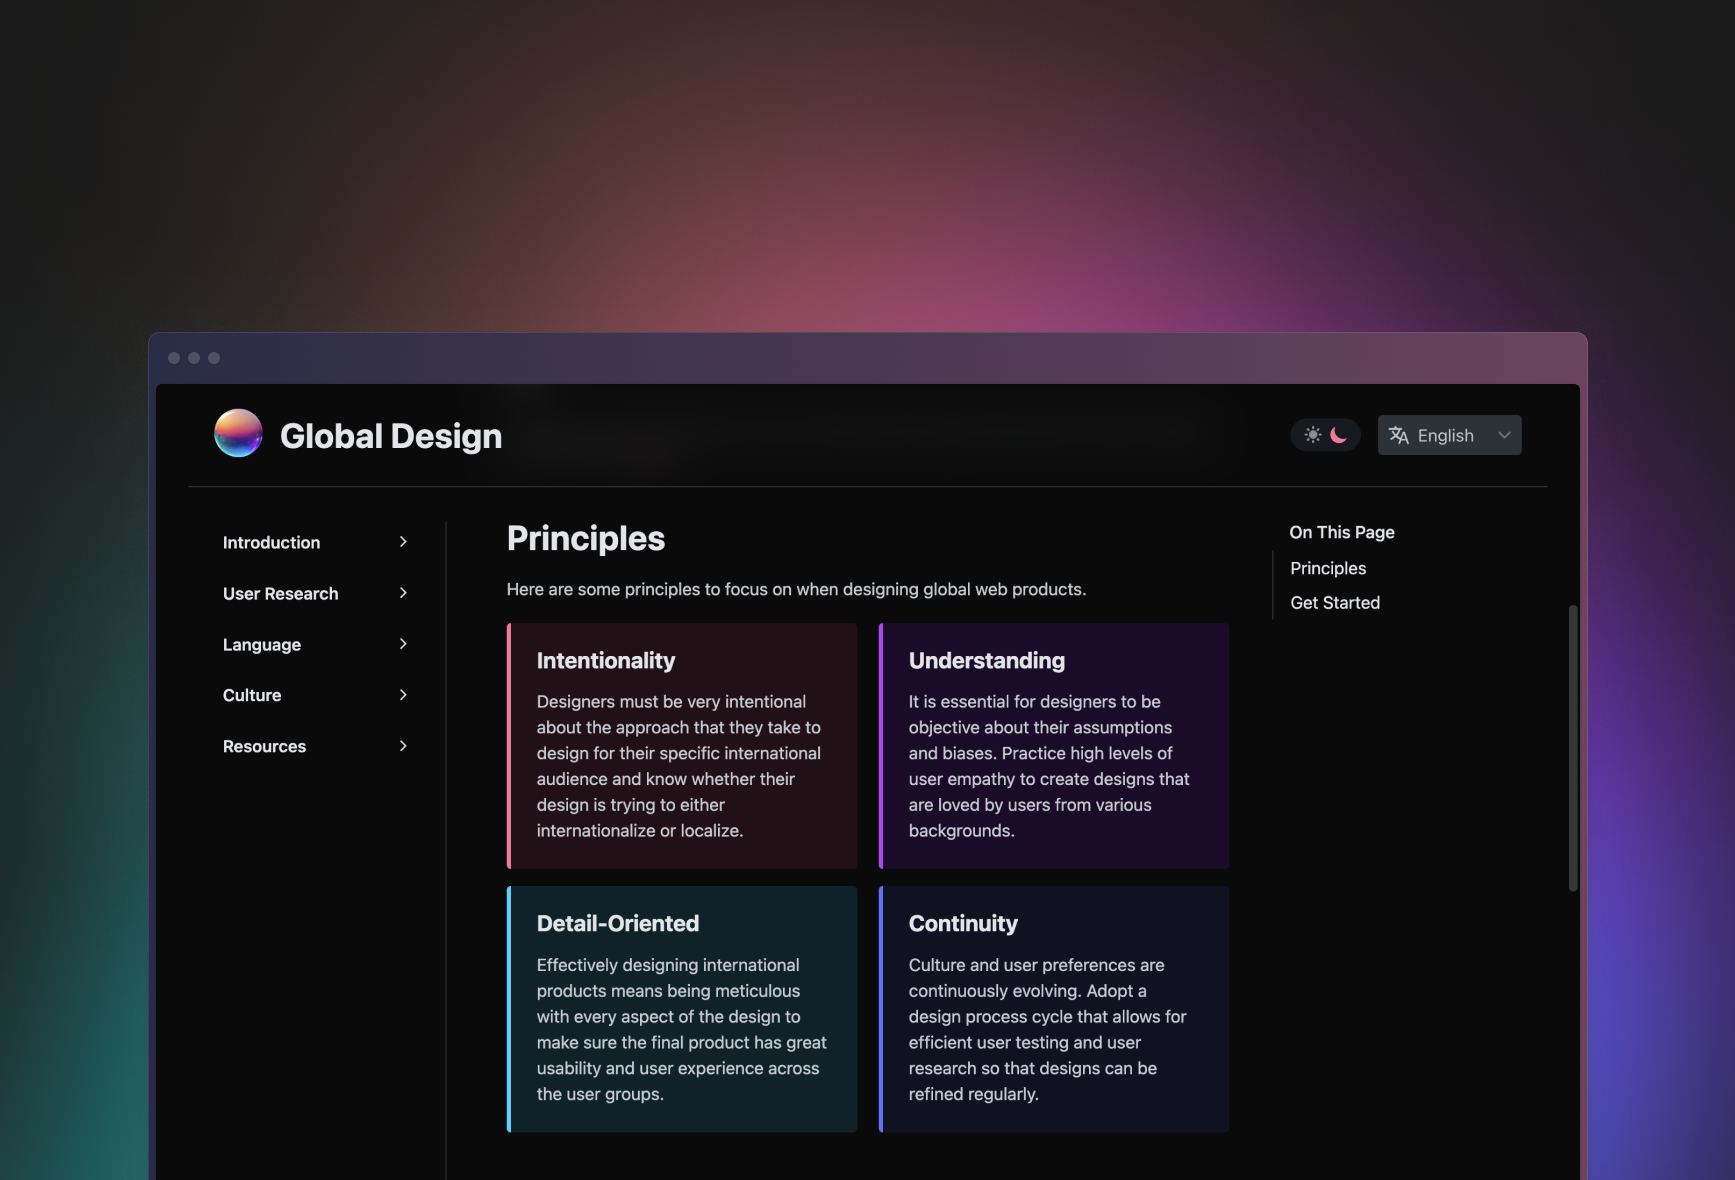 Global Design
English
Introduction
User Research
Language
Culture
Resources
Principles
Here are some principles to focus on when designing global web products.
Intentionality
Designers must be very intentional
about the approach that they take to
design for their specific international
audience and know whether their
design is trying to either
internationalize or localize.
Understanding
It is essential for designers to be
objective about their assumptions
and biases. Practice high levels of
user empathy to create designs that
are loved by users from various
backgrounds.
Detail-Oriented
Effectively designing international
products means being meticulous
with every aspect of the design to
make sure the final product has great
usability and user experience across
the user groups.
Continuity
Culture and user preferences are
continuously evolving. Adopt a
design process cycle that allows for
efficient user testing and user
research so that designs can be
refined regularly.
On This Page
Principles
Get Started